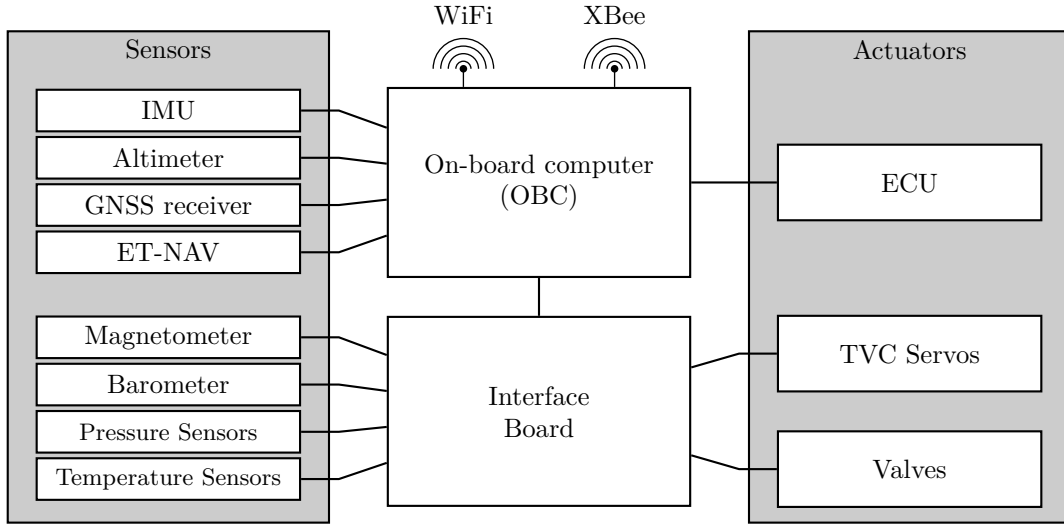 WiFi
XBee
Sensors
Actuators
IMU
Altimeter
GNSS receiver
ET-NAV
On-board computer
(OBC)
ECU
Magnetometer
Barometer
Pressure Sensors
Temperature Sensors
Interface
Board
TVC Servos
Valves